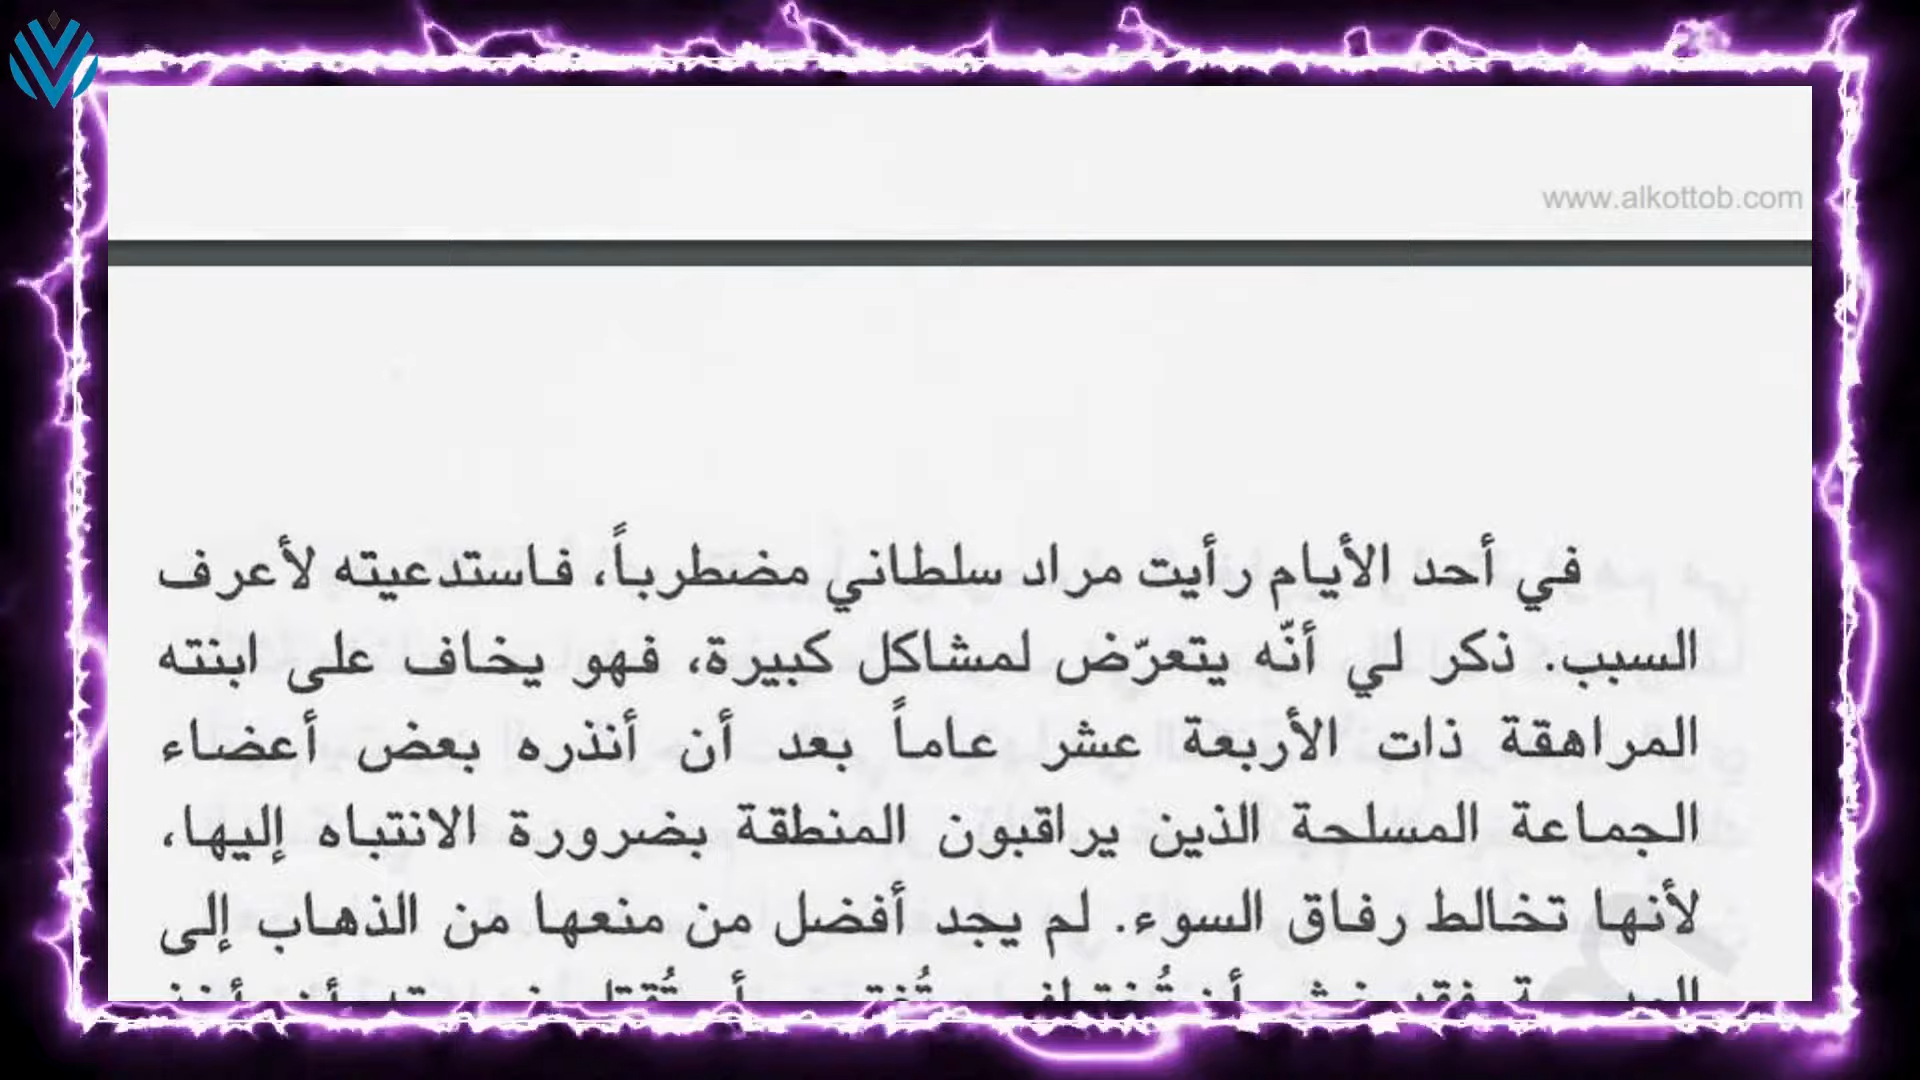 www.alkottob.com
في أحد الأيام رأيت مراد سلطاني مضطرباً، فاستدعيته لأعرف
السبب. ذكر لي أنّه يتعرّض لمشاكل كبيرة، فهو يخاف على ابنته
المراهقة ذات الأربعة عشر عاماً بعد أن أنذره بعض أعضاء
الجماعة المسلحة الذين يراقبون المنطقة بضرورة الانتباه إليها،
لأنها تخالط رفاق السوء. لم يجد أفضل من منعها من الذهاب إلى